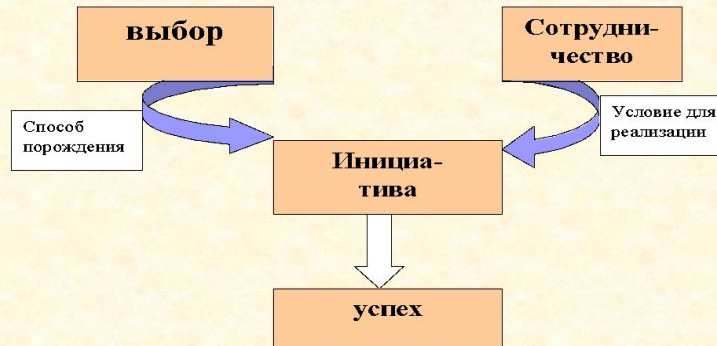 выбор
Сотрудни-
чество
Способ
порождения
Условие для
реализации
Инициа-
тива
успех